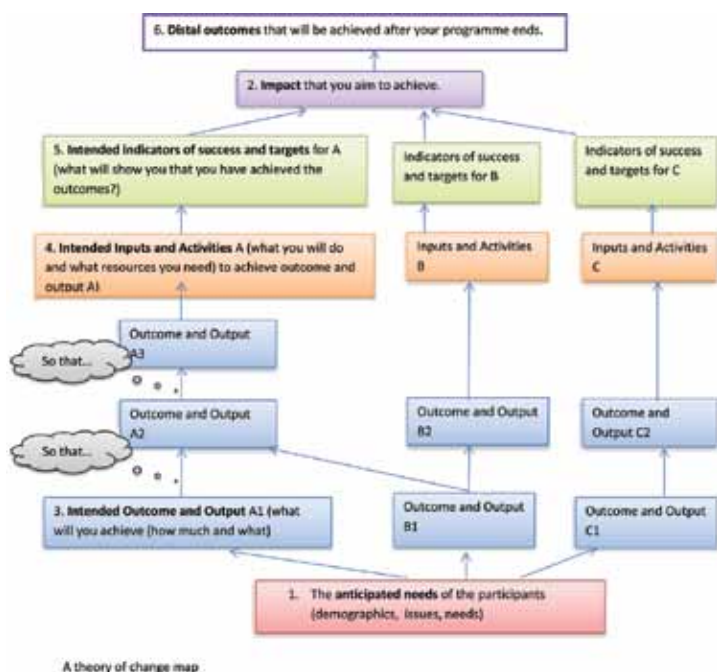 6. Distal outcomes that will be achieved after your programme ends.
2. Impact that you aim to achieve.
5. Intended indicators of success and targets for A
(what will show you that you have achieved the
outcomes?)
Indicators of success
and targets for B
Indicators of success
and targets for C
4. Intended Inputs and Activities A (what you will do
and what resources you need) to achieve outcome and
output A)
Inputs and Activities
B
Inputs and Activities
C
Outcome and Output
A3
So that...
Outcome and Output
A2
So that...
Outcome and Output
B2
Outcome and
Output C2
3. Intended Outcome and Output A1 (what
will you achieve (how much and what)
Outcome and Output
B1
Outcome and Output
C1
1. The anticipated needs of the participants
(demographics, issues, needs)
A theory of change map